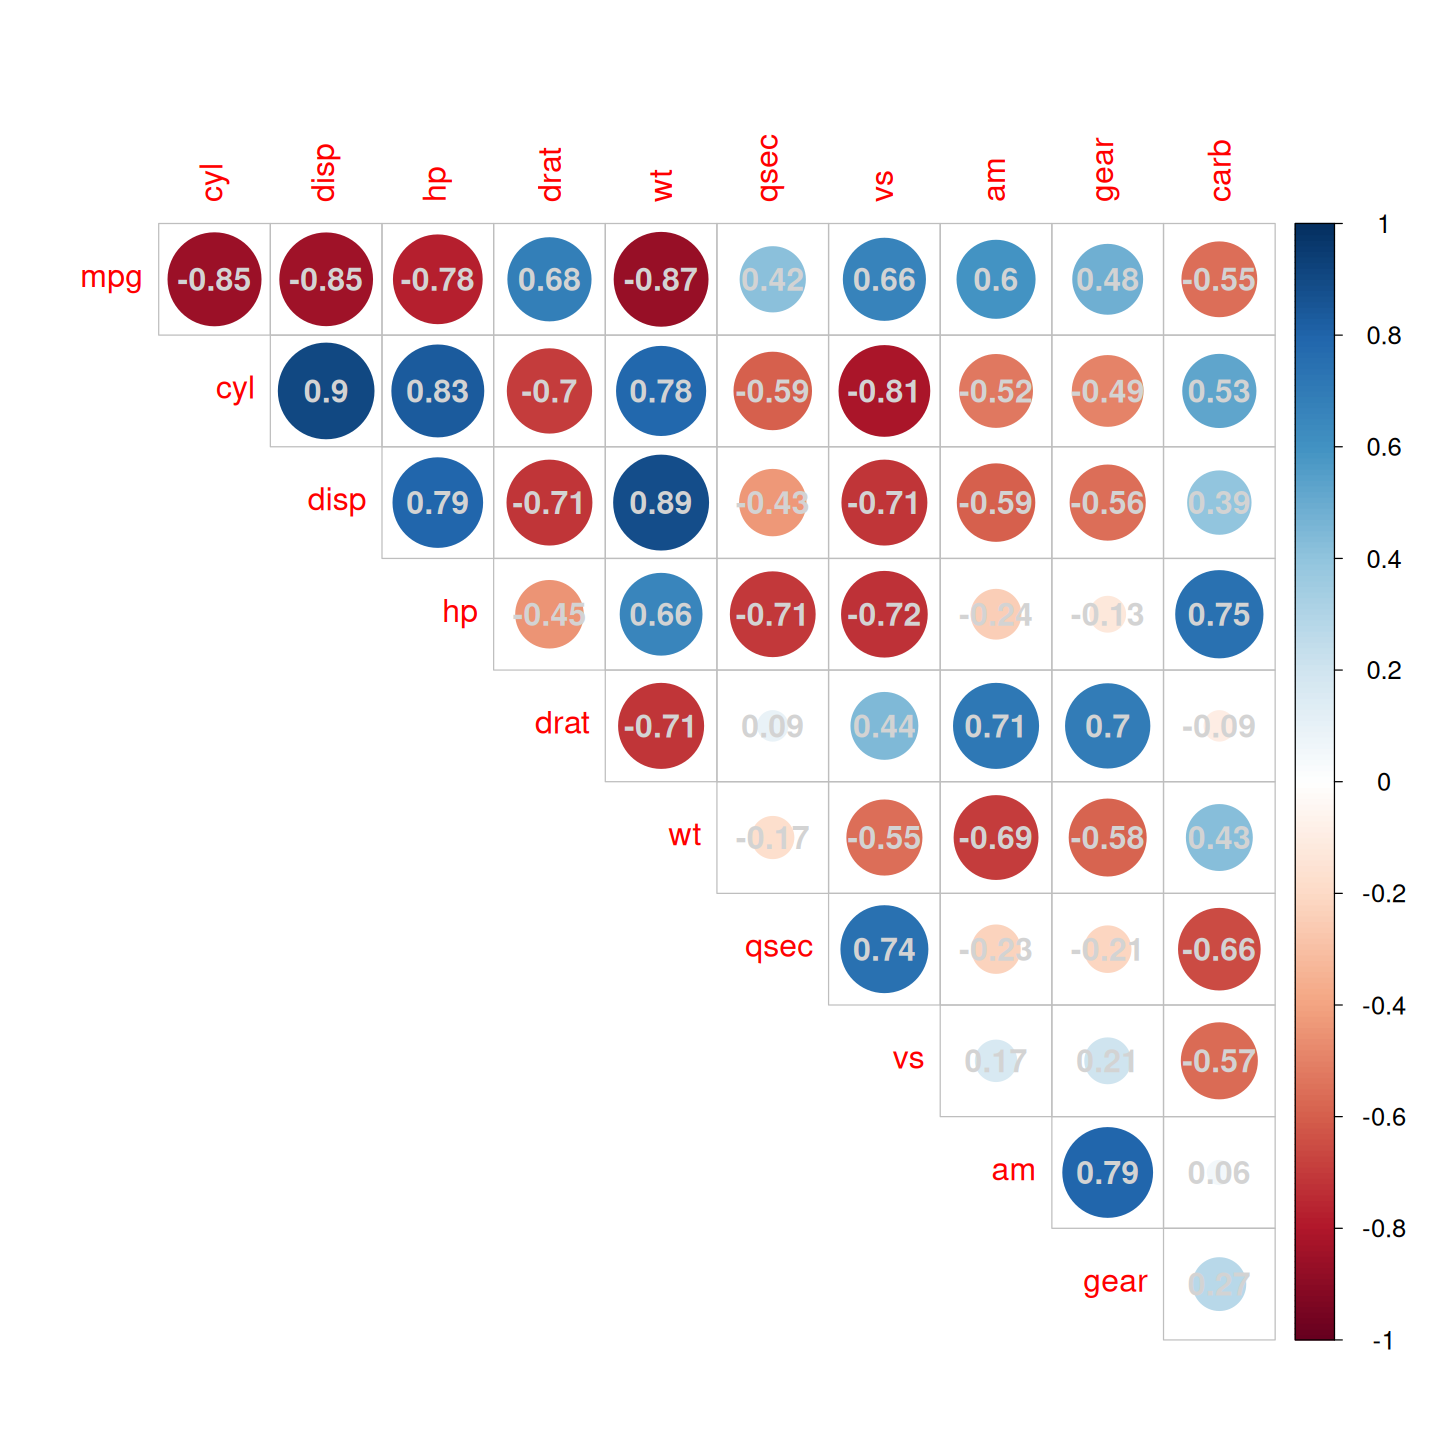 cyl disp hp drat wt qsec vs am gear carb
mpg -0.85 -0.85 -0.78 0.68 -0.87 0.42 0.66 0.6 0.48 -0.55
cyl 0.9 0.83 -0.7 0.78 -0.59 -0.81 -0.52 -0.49 0.53
disp 0.79 -0.71 0.89 -0.43 -0.71 -0.59 -0.56 0.39
hp -0.45 0.66 -0.71 -0.72 -0.24 -0.13 0.75
drat -0.71 0.09 0.44 0.71 0.7 -0.09
wt -0.17 -0.55 -0.69 -0.58 0.43
qsec 0.74 -0.23 -0.21 -0.66
vs 0.17 0.21 -0.57
am 0.79 0.06
gear 0.27
1
0.8
0.6
0.4
0.2
0
-0.2
-0.4
-0.6
-0.8
-1